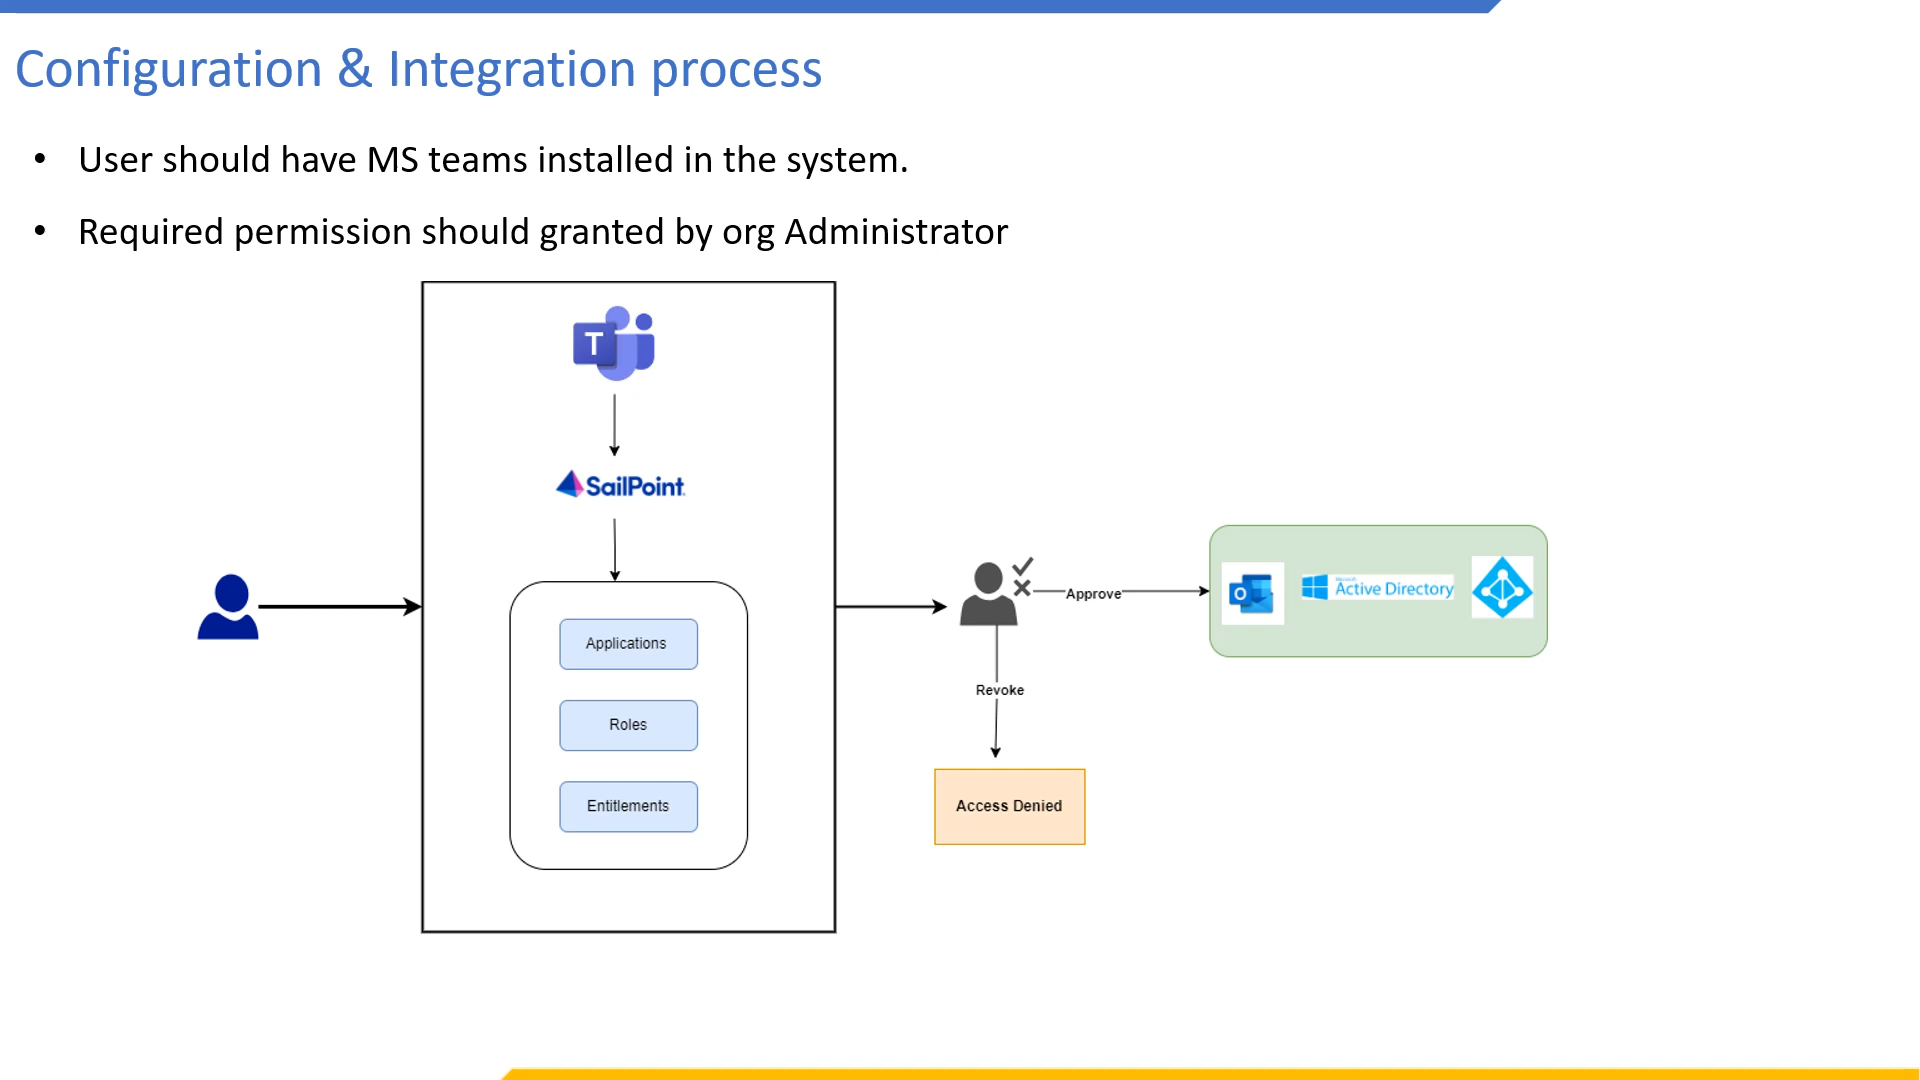 Configuration & Integration process
• User should have MS teams installed in the system.
• Required permission should granted by org Administrator
T
SailPoint
Applications
Roles
Entitlements
Approve
Revoke
Access Denied
O
Microsoft
Active Directory